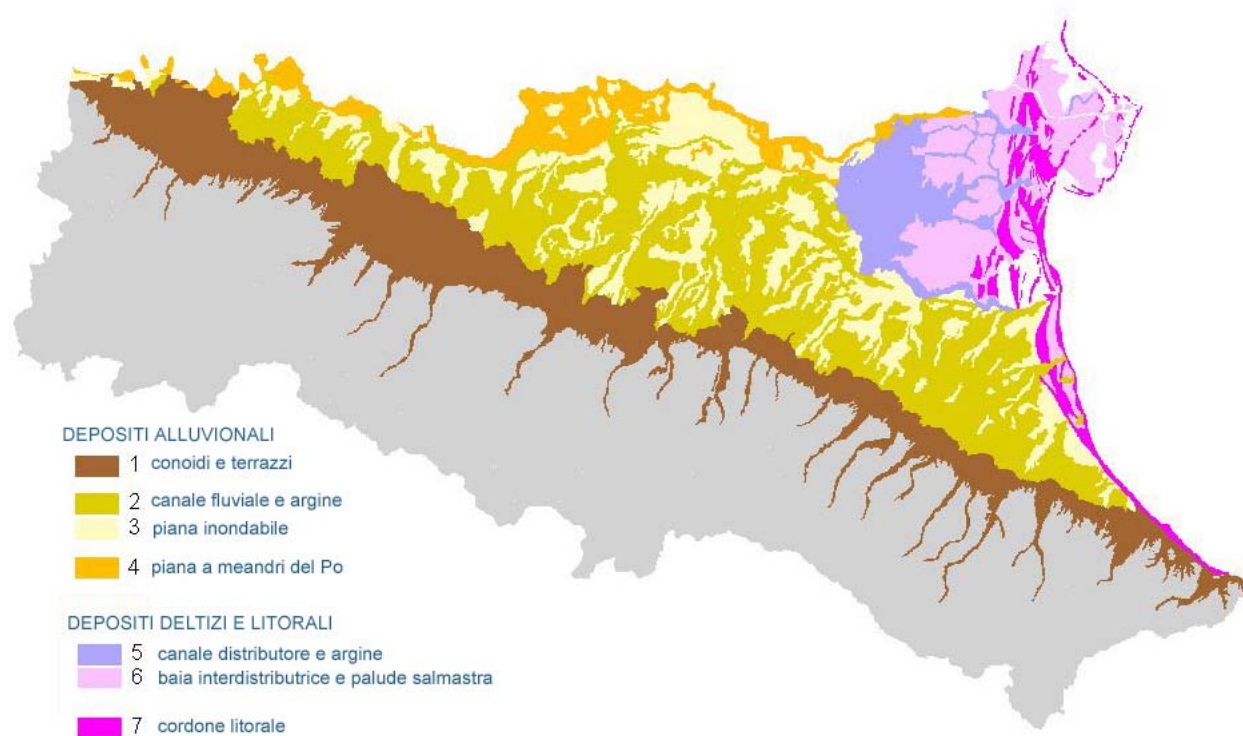 DEPOSITI ALLUVIONALI
1 conoidi e terrazzi
2 canale fluviale e argine
3 piana inondabile
4 piana a meandri del Po
DEPOSITI DELTIZI E LITORALI
5 canale distributore e argine
6 baia interdistributrice e palude salmastra
7 cordone litorale